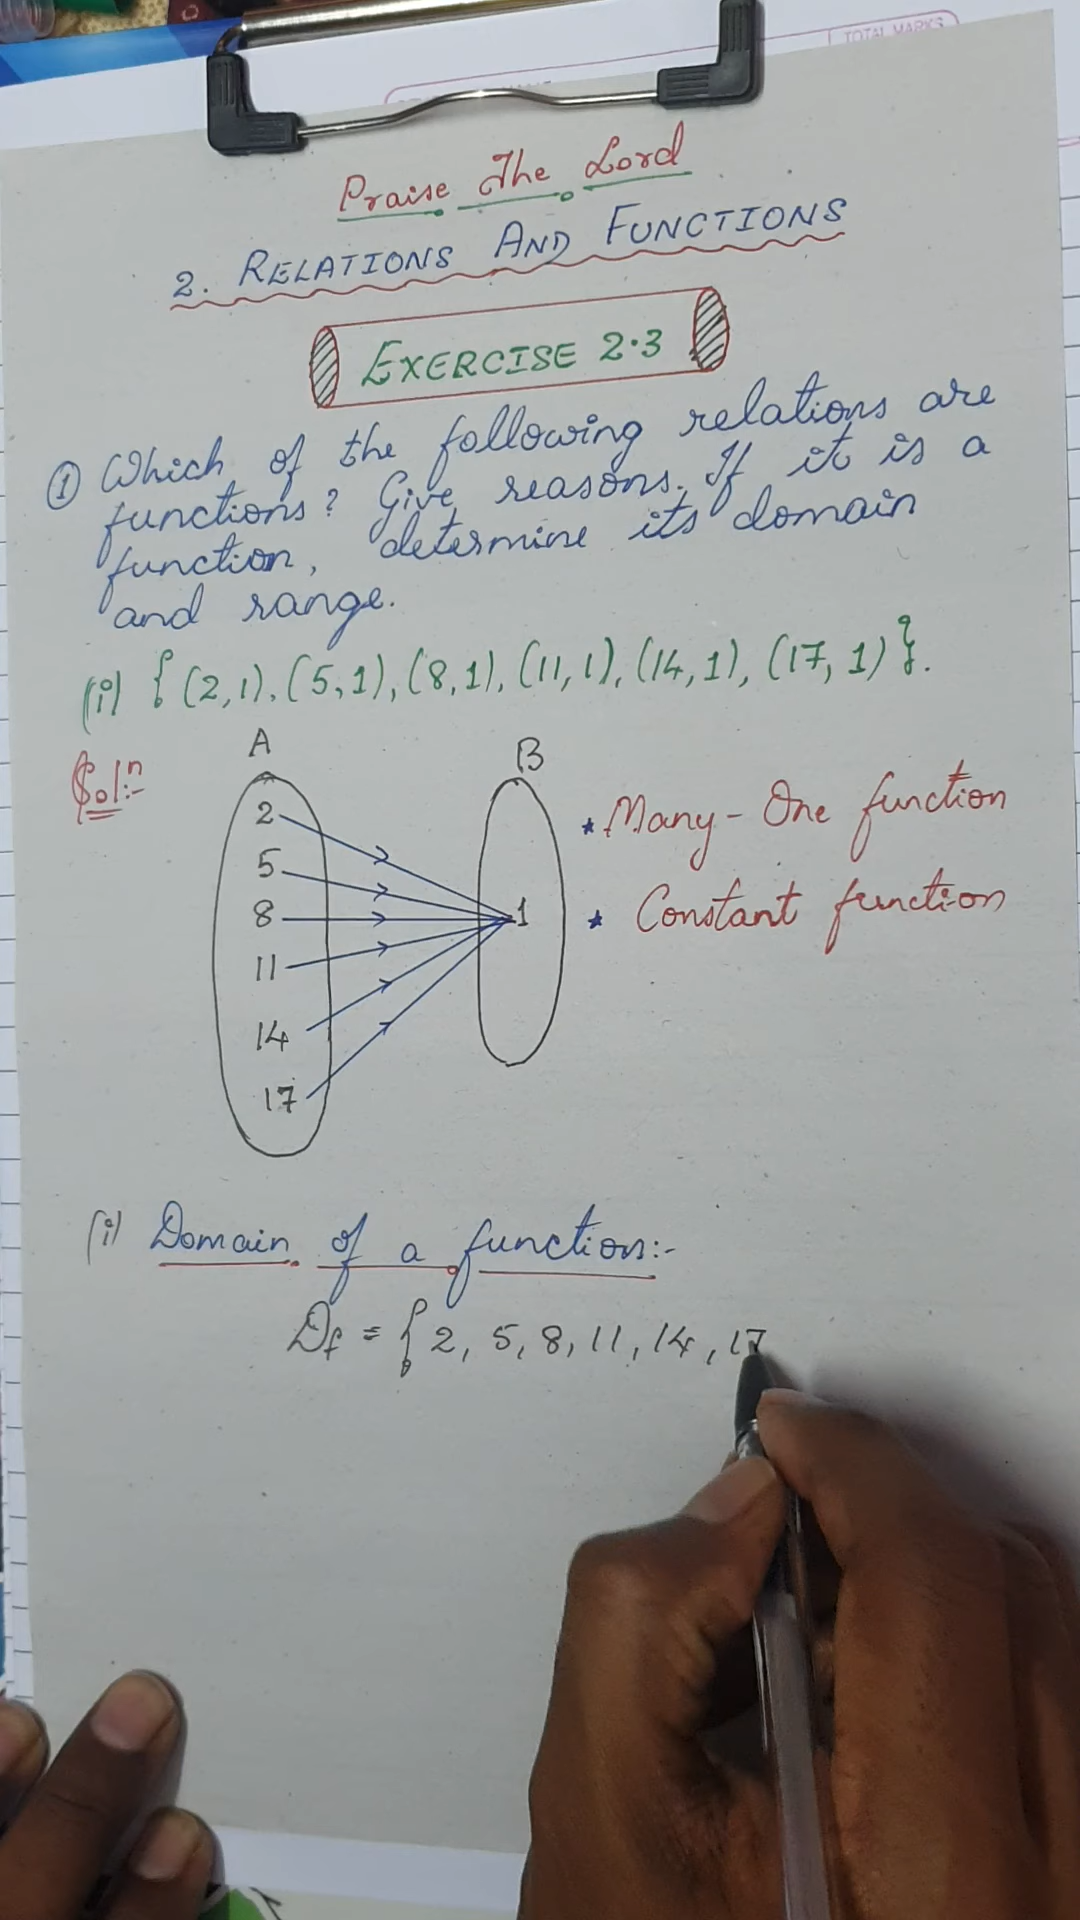 TOTAL MARKS
Praise The Lord
2. RELATIONS AND FUNCTIONS
EXERCISE 2.3
① Which of the following relations are
functions? Give reasons. If it is a
function, determine its domain
and range.
(i) {(2,1), (5,1), (8,1), (11,1), (14,1), (17,1)}.
Solⁿ:-
A
B
2
5
8
11
14
17
1
* Many-One function
* Constant function
(i) Domain of a function:-
Df = {2, 5, 8, 11, 14, 17